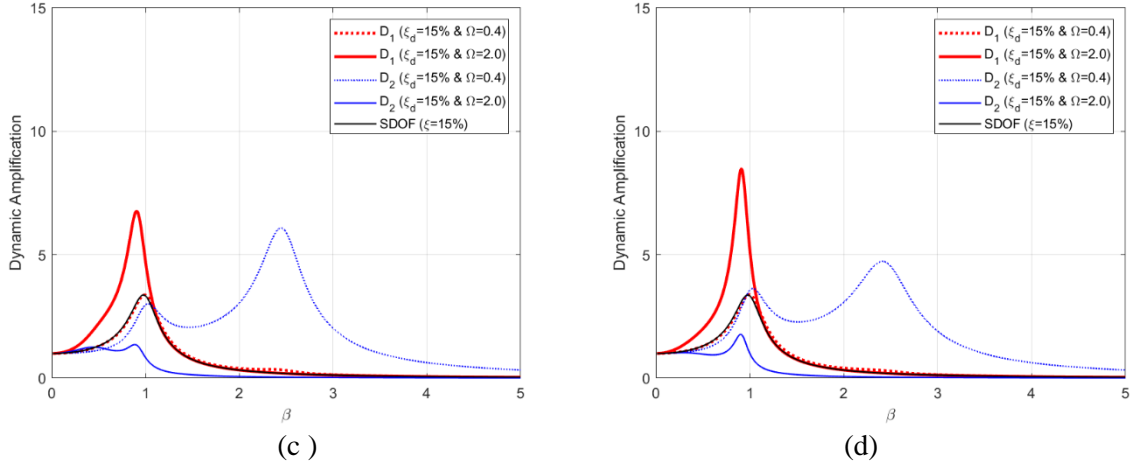 15
10
5
0
Dynamic Amplification
D1 (ξd=15% & Ω=0.4)
D1 (ξd=15% & Ω=2.0)
D2 (ξd=15% & Ω=0.4)
D2 (ξd=15% & Ω=2.0)
SDOF (ξ=15%)
0 1 2 3 4 5
β
(c )
15
10
5
0
Dynamic Amplification
D1 (ξd=15% & Ω=0.4)
D1 (ξd=15% & Ω=2.0)
D2 (ξd=15% & Ω=0.4)
D2 (ξd=15% & Ω=2.0)
SDOF (ξ=15%)
0 1 2 3 4 5
β
(d)